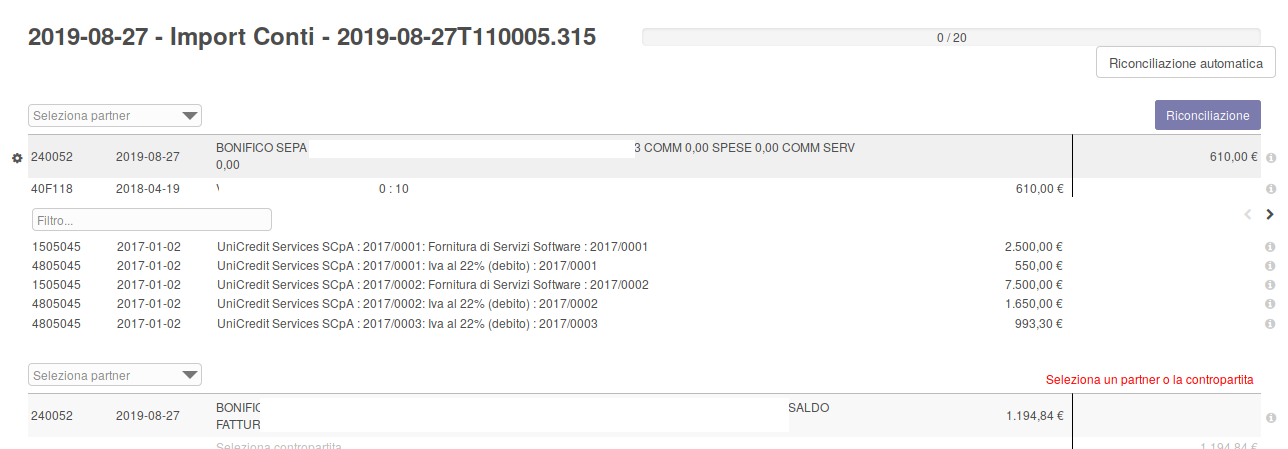 2019-08-27 - Import Conti - 2019-08-27T110005.315
0 / 20
Riconciliazione automatica
Seleziona partner
Riconciliazione
240052 2019-08-27 BONIFICO SEPA 3 COMM 0,00 SPESE 0,00 COMM SERV 610,00 €
0,00
40F118 2018-04-19 0 : 10 610,00 €
Filtro...
1505045 2017-01-02 UniCredit Services SCpA : 2017/0001: Fornitura di Servizi Software : 2017/0001 2.500,00 €
4805045 2017-01-02 UniCredit Services SCpA : 2017/0001: Iva al 22% (debito) : 2017/0001 550,00 €
1505045 2017-01-02 UniCredit Services SCpA : 2017/0002: Fornitura di Servizi Software : 2017/0002 7.500,00 €
4805045 2017-01-02 UniCredit Services SCpA : 2017/0002: Iva al 22% (debito) : 2017/0002 1.650,00 €
4805045 2017-01-02 UniCredit Services SCpA : 2017/0003: Iva al 22% (debito) : 2017/0003 993,30 €
Seleziona partner
Seleziona un partner o la contropartita
240052 2019-08-27 BONIFIC SALDO 1.194,84 €
FATTUR
Seleziona contropartita 1.194,84 €